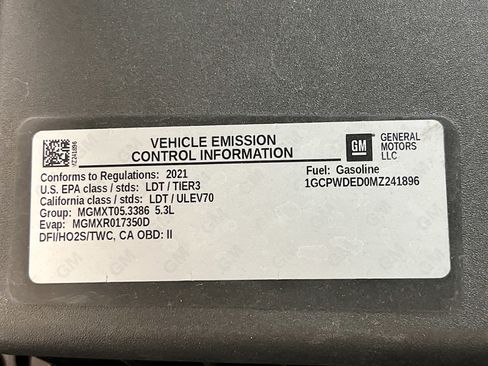 VEHICLE EMISSION
CONTROL INFORMATION
GM
GENERAL
MOTORS
LLC
MZ241896
Conforms to Regulations: 2021
U.S. EPA class / stds: LDT / TIER3
California class / stds: LDT / ULEV70
Group: MGMXT05.3386 5.3L
Evap: MGMXR017350D
DFI/HO2S/TWC, CA OBD: II
Fuel: Gasoline
1GCPWDED0MZ241896